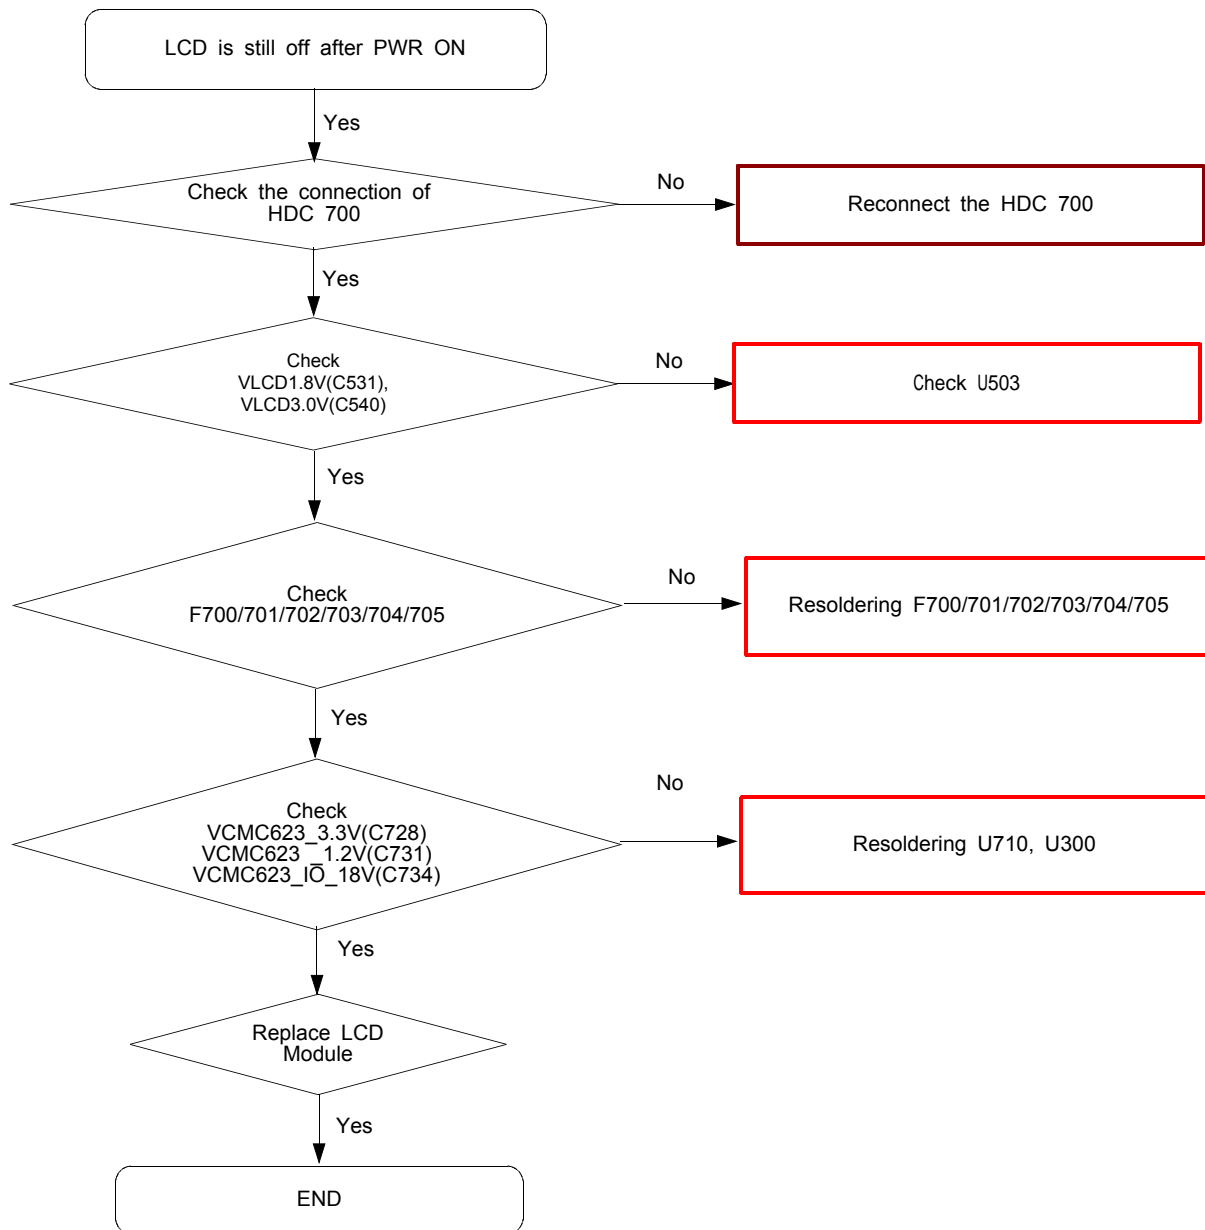 LCD is still off after PWR ON
Yes
Check the connection of
HDC 700
No
Reconnect the HDC 700
Yes
Check
VLCD1.8V(C531),
VLCD3.0V(C540)
No
Check U503
Yes
Check
F700/701/702/703/704/705
No
Resoldering F700/701/702/703/704/705
Yes
Check
VCMC623_3.3V(C728)
VCMC623 _1.2V(C731)
VCMC623_IO_18V(C734)
No
Resoldering U710, U300
Yes
Replace LCD
Module
Yes
END